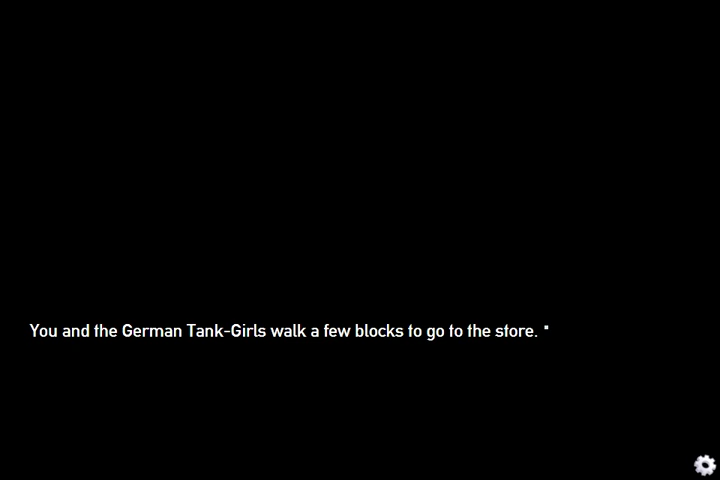 You and the German Tank-Girls walk a few blocks to go to the store.